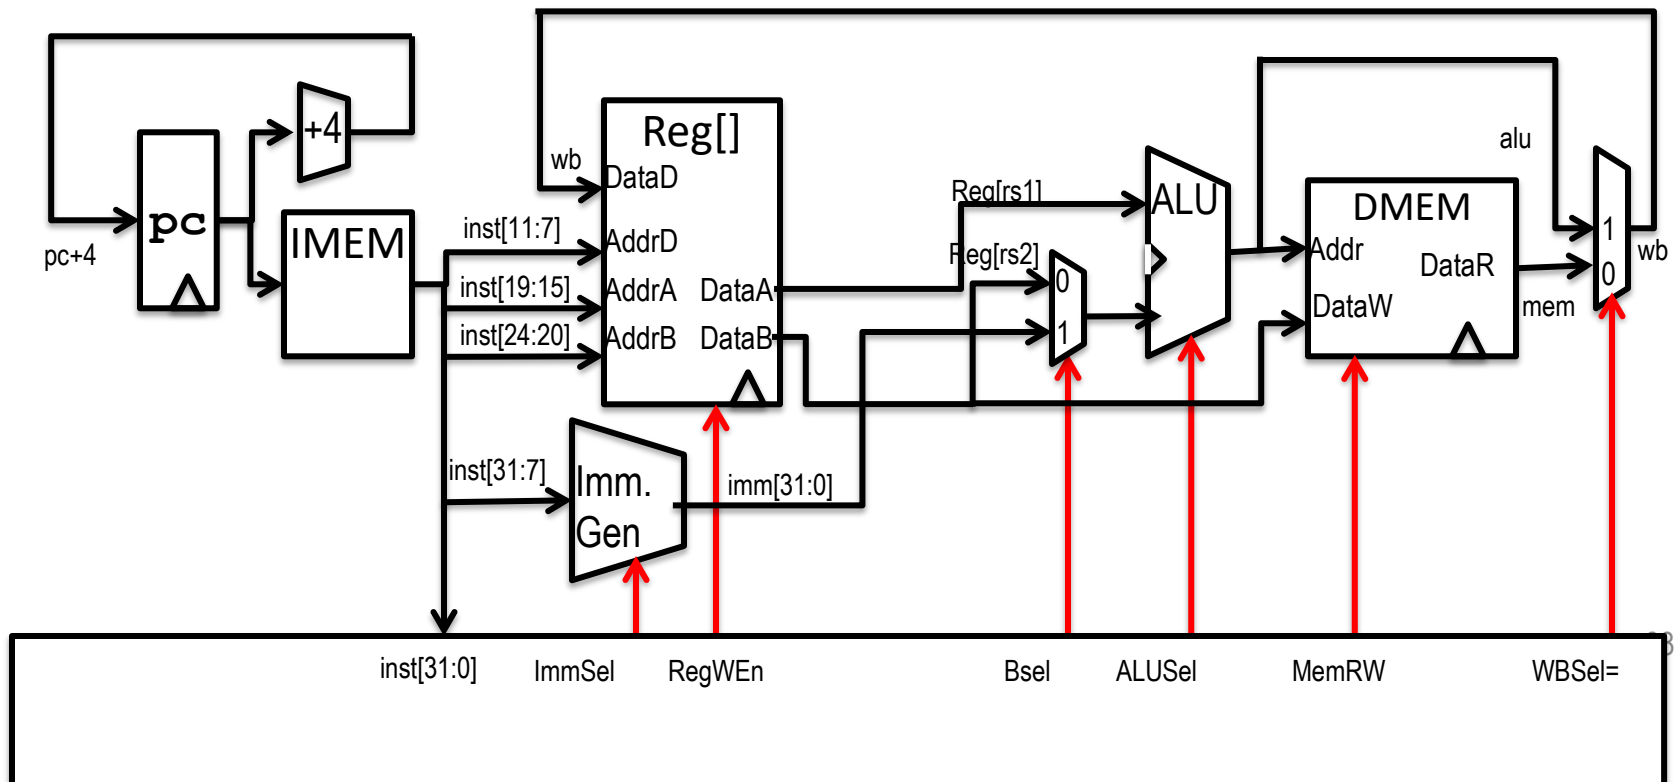 +4
Reg[]
wb
DataD
alu
Reg[rs1]
ALU
DMEM
pc
IMEM
inst[11:7]
AddrD
pc+4
Reg[rs2]
Addr
DataR
1
wb
0
inst[19:15]
AddrA
DataA
0
mem
DataW
inst[24:20]
AddrB
DataB
1
inst[31:7]
Imm.
Gen
imm[31:0]
inst[31:0]
ImmSel
RegWEn
Bsel
ALUSel
MemRW
WBSel=